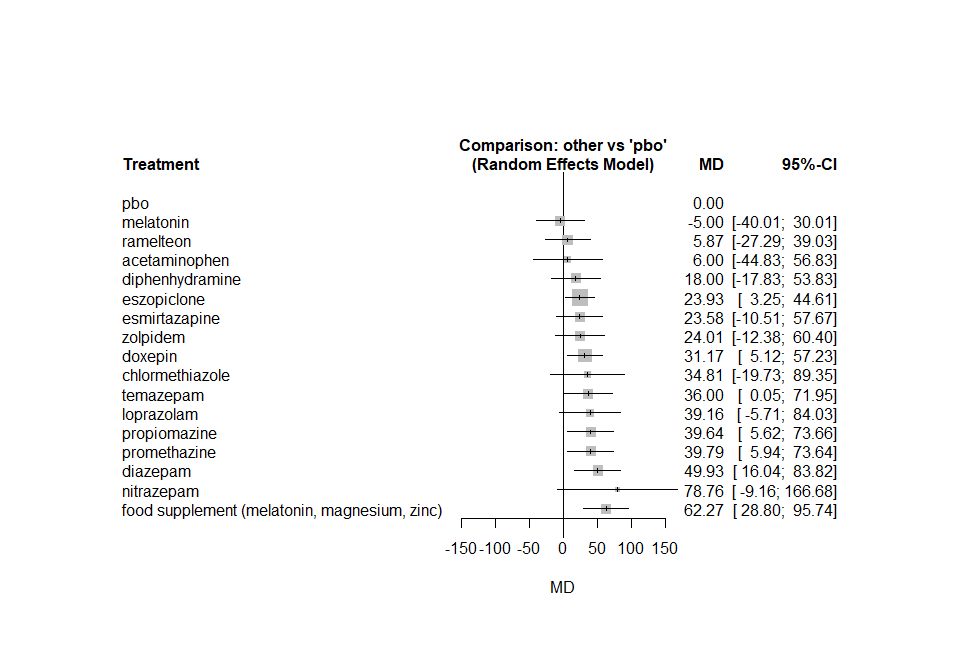 Comparison: other vs 'pbo'
Treatment (Random Effects Model) MD 95%-CI
pbo 0.00
melatonin -5.00 [-40.01; 30.01]
ramelteon 5.87 [-27.29; 39.03]
acetaminophen 6.00 [-44.83; 56.83]
diphenhydramine 18.00 [-17.83; 53.83]
eszopiclone 23.93 [ 3.25; 44.61]
esmirtazapine 23.58 [-10.51; 57.67]
zolpidem 24.01 [-12.38; 60.40]
doxepin 31.17 [ 5.12; 57.23]
chlormethiazole 34.81 [-19.73; 89.35]
temazepam 36.00 [ 0.05; 71.95]
loprazolam 39.16 [ -5.71; 84.03]
propiomazine 39.64 [ 5.62; 73.66]
promethazine 39.79 [ 5.94; 73.64]
diazepam 49.93 [ 16.04; 83.82]
nitrazepam 78.76 [ -9.16; 166.68]
food supplement (melatonin, magnesium, zinc) 62.27 [ 28.80; 95.74]
-150 -100 -50 0 50 100 150
MD